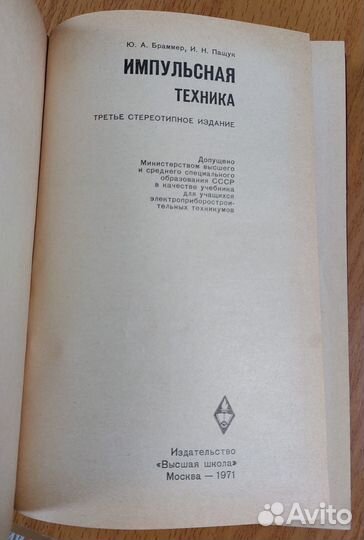 Ю. А. Браммер, И. Н. Пащук
ИМПУЛЬСНАЯ
ТЕХНИКА
ТРЕТЬЕ СТЕРЕОТИПНОЕ ИЗДАНИЕ
Допущено
Министерством высшего
и среднего специального
образования СССР
в качестве учебника
для учащихся
электроприборострои-
тельных техникумов
Издательство
«Высшая школа»
Москва — 1971
Avito